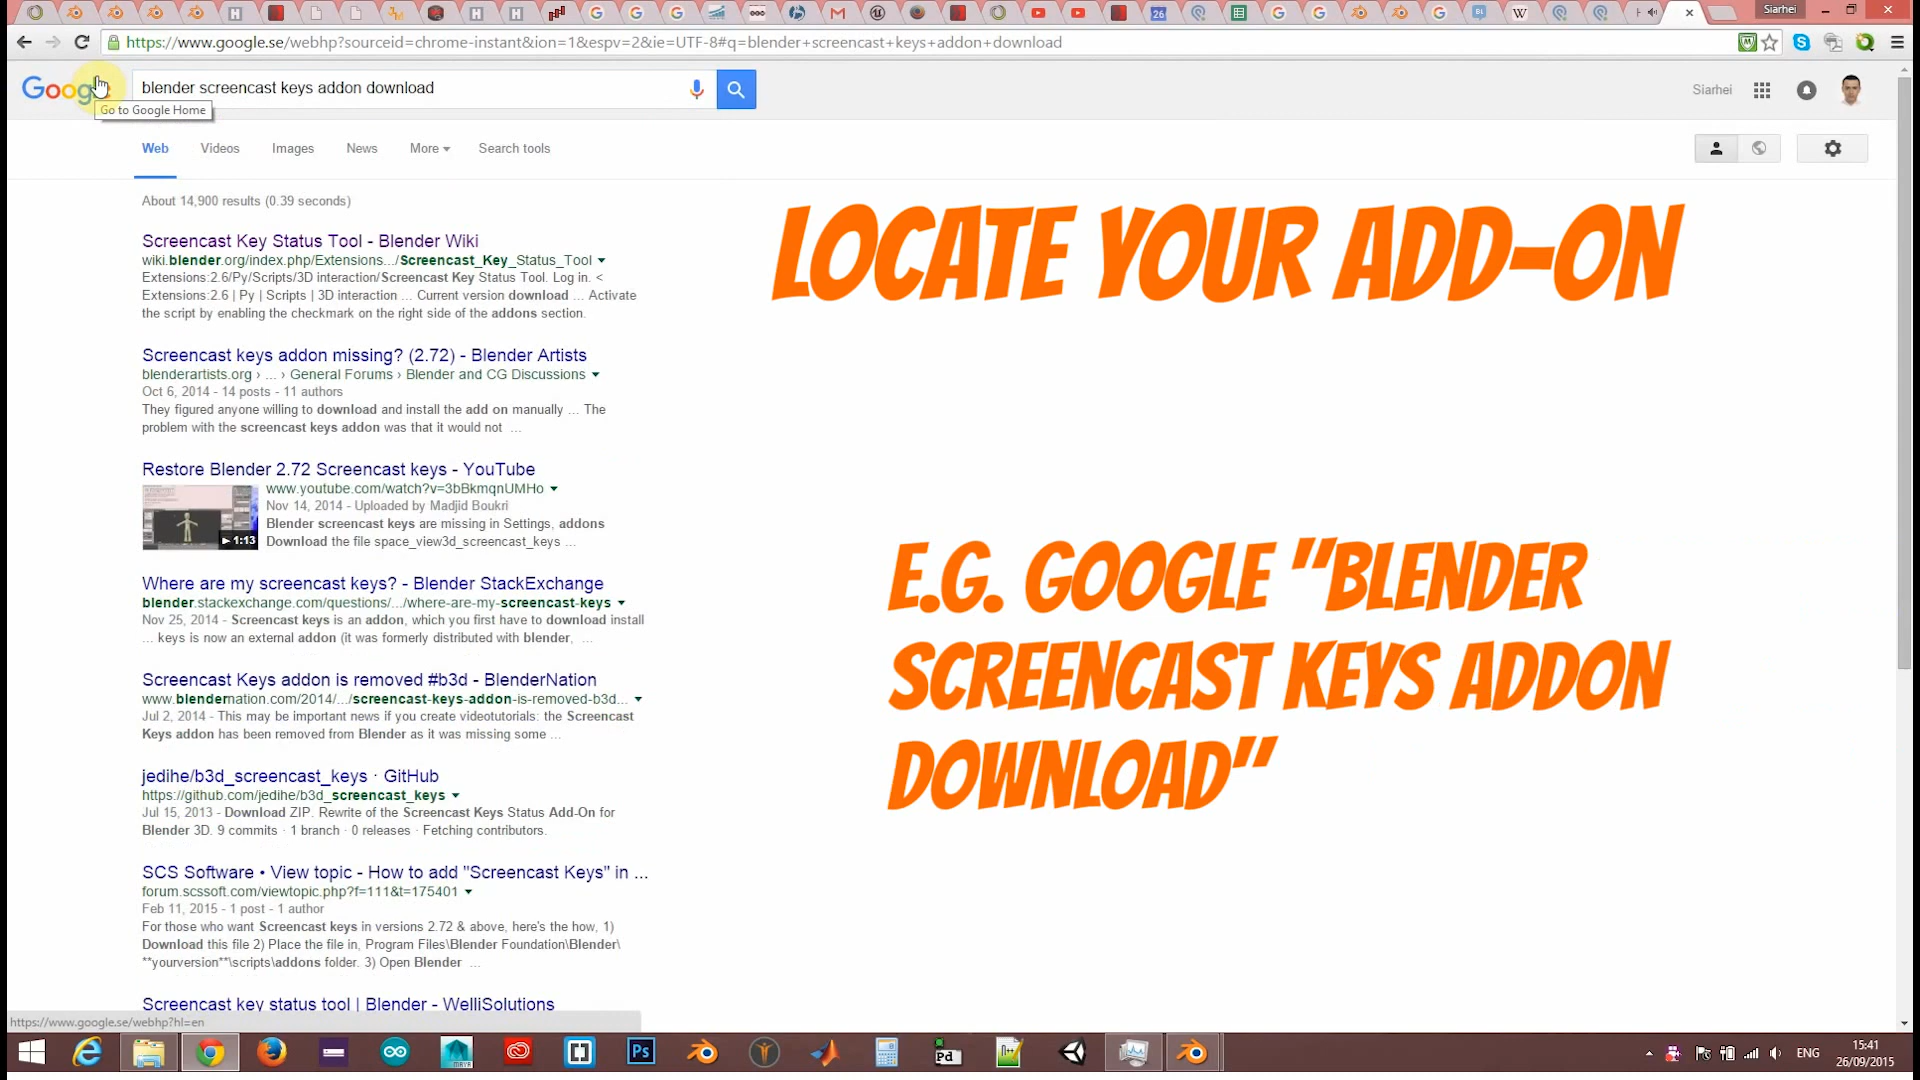 Siarhei
https://www.google.se/webhp?sourceid=chrome-instant&ion=1&espv=2&ie=UTF-8#q=blender+screencast+keys+addon+download
Google
blender screencast keys addon download
Siarhei
Go to Google Home
Web
Videos
Images
News
More
Search tools
About 14,900 results (0.39 seconds)
Screencast Key Status Tool - Blender Wiki
wiki.blender.org/index.php/Extensions.../Screencast_Key_Status_Tool
Extensions:2.6/Py/Scripts/3D interaction/Screencast Key Status Tool. Log in. <
Extensions:2.6 | Py | Scripts | 3D interaction ... Current version download ... Activate
the script by enabling the checkmark on the right side of the addons section.
Screencast keys addon missing? (2.72) - Blender Artists
blenderartists.org › ... › General Forums › Blender and CG Discussions
Oct 6, 2014 - 14 posts - 11 authors
They figured anyone willing to download and install the add on manually ... The
problem with the screencast keys addon was that it would not ...
Restore Blender 2.72 Screencast keys - YouTube
www.youtube.com/watch?v=3bBkmqnUMHo
Nov 14, 2014 - Uploaded by Madjid Boukri
Blender screencast keys are missing in Settings, addons
Download the file space_view3d_screencast_keys ...
1:13
Where are my screencast keys? - Blender StackExchange
blender.stackexchange.com/questions/.../where-are-my-screencast-keys
Nov 25, 2014 - Screencast keys is an addon, which you first have to download install
... keys is now an external addon (it was formerly distributed with blender, ...
Screencast Keys addon is removed #b3d - BlenderNation
www.blendernation.com/2014/.../screencast-keys-addon-is-removed-b3d...
Jul 2, 2014 - This may be important news if you create videotutorials: the Screencast
Keys addon has been removed from Blender as it was missing some ...
jedihe/b3d_screencast_keys · GitHub
https://github.com/jedihe/b3d_screencast_keys
Jul 15, 2013 - Download ZIP. Rewrite of the Screencast Keys Status Add-On for
Blender 3D. 9 commits · 1 branch · 0 releases · Fetching contributors.
SCS Software • View topic - How to add "Screencast Keys" in ...
forum.scssoft.com/viewtopic.php?f=111&t=175401
Feb 11, 2015 - 1 post - 1 author
For those who want Screencast keys in versions 2.72 & above, here's the how, 1)
Download this file 2) Place the file in, Program Files\Blender Foundation\Blender\
**yourversion**\scripts\addons folder. 3) Open Blender ...
Screencast key status tool | Blender - WelliSolutions
https://www.google.se/webhp?hl=en
LOCATE YOUR ADD-ON
E.G. GOOGLE "BLENDER
SCREENCAST KEYS ADDON
DOWNLOAD"
ENG
15:41
26/09/2015